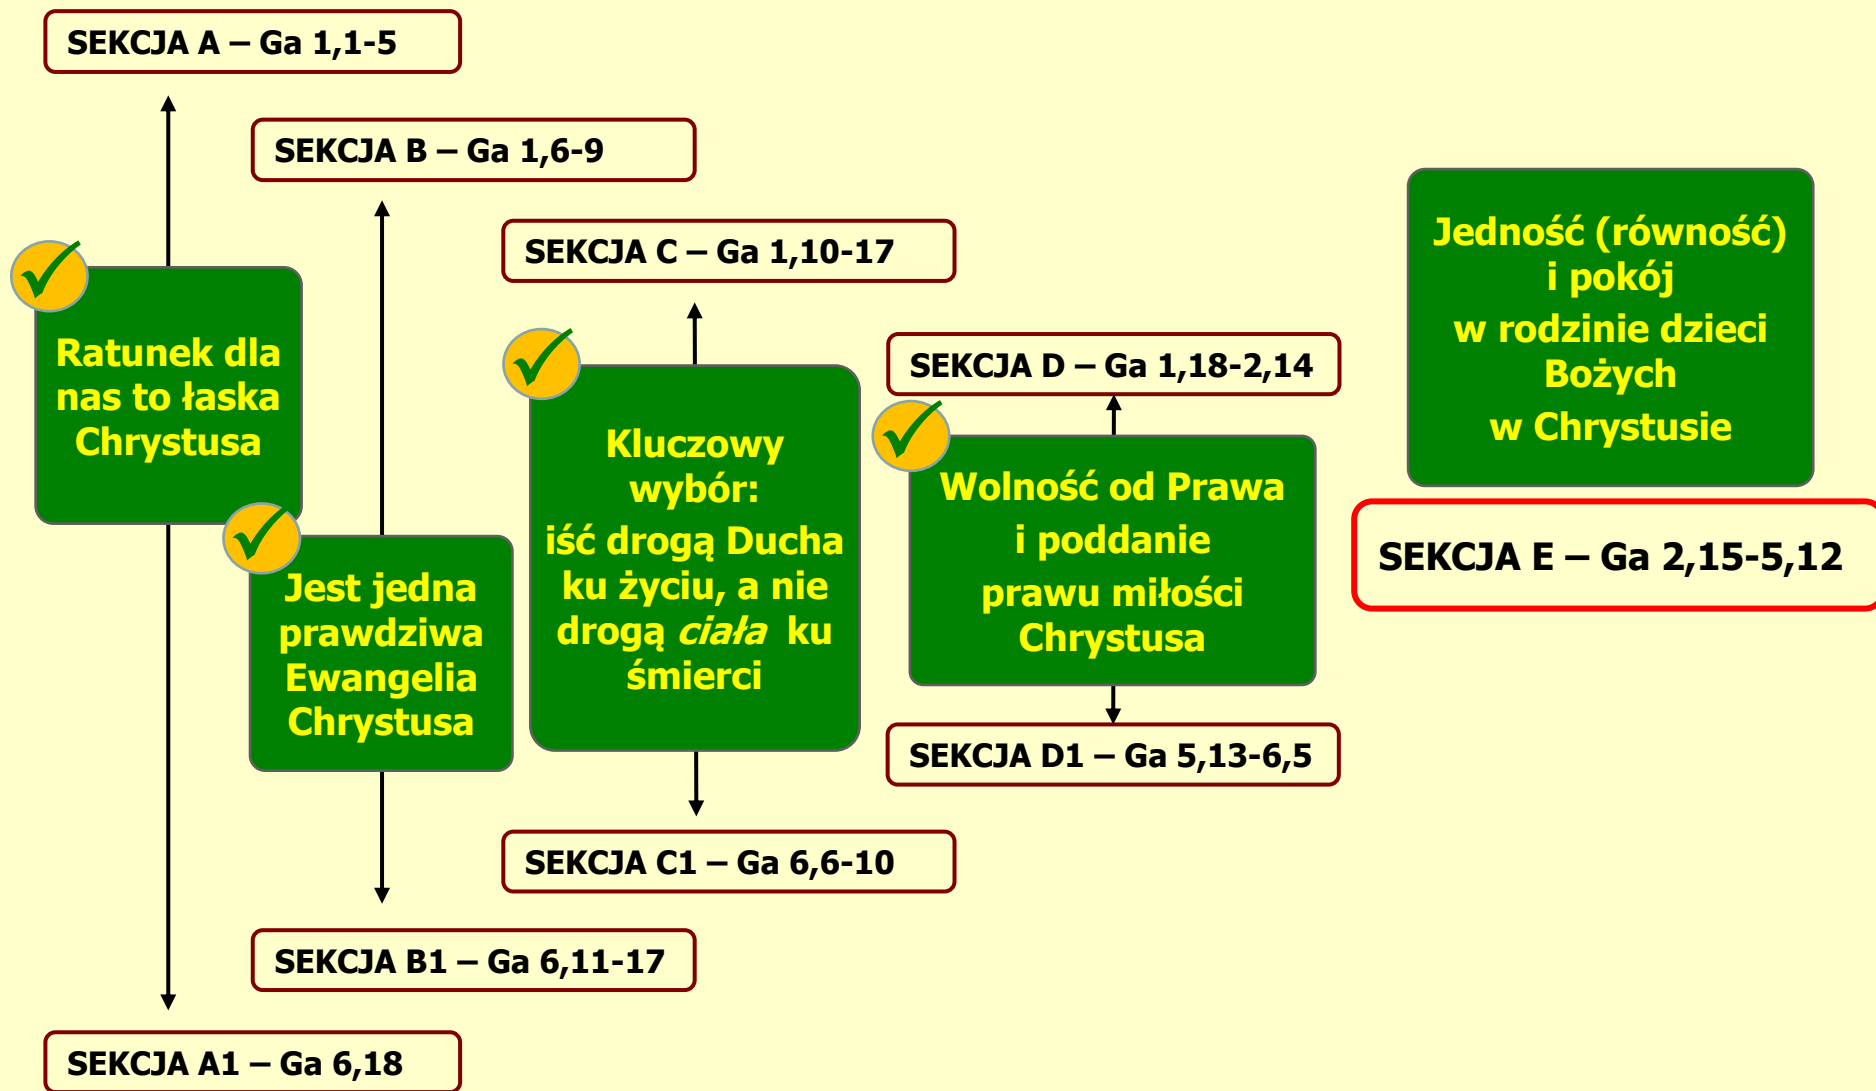 SEKCJA A – Ga 1,1-5
SEKCJA B – Ga 1,6-9
SEKCJA C – Ga 1,10-17
SEKCJA D – Ga 1,18-2,14
Ratunek dla
nas to łaska
Chrystusa
Jest jedna
prawdziwa
Ewangelia
Chrystusa
Kluczowy
wybór:
iść drogą Ducha
ku życiu, a nie
drogą ciała ku
śmierci
Wolność od Prawa
i poddanie
prawu miłości
Chrystusa
Jedność (równość)
i pokój
w rodzinie dzieci
Bożych
w Chrystusie
SEKCJA E – Ga 2,15-5,12
SEKCJA D1 – Ga 5,13-6,5
SEKCJA C1 – Ga 6,6-10
SEKCJA B1 – Ga 6,11-17
SEKCJA A1 – Ga 6,18